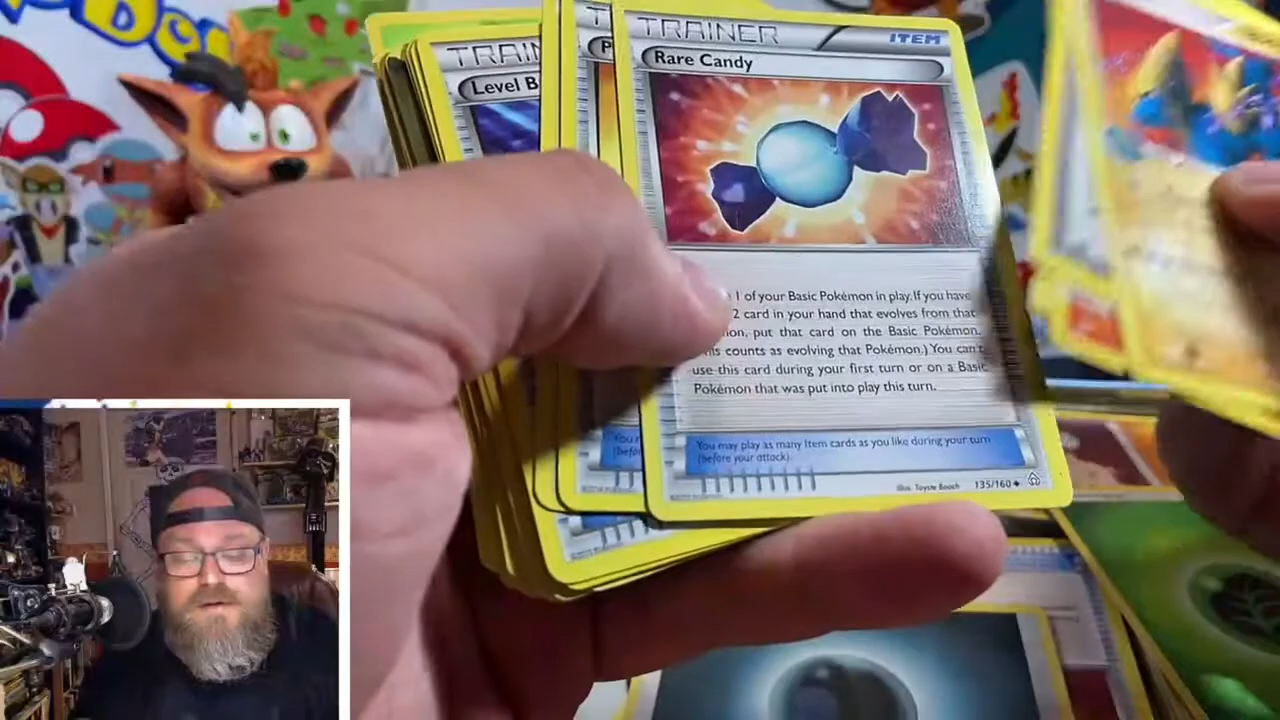 TRAINER
ITEM
Rare Candy
1 of your Basic Pokémon in play. If you have
2 card in your hand that evolves from that
put that card on the Basic Pokémon.
counts as evolving that Pokémon.) You can't
use this card during your first turn or on a Basic
Pokémon that was put into play this turn.
You may play as many Item cards as you like during your turn
(before your attack).
Illus. Toyste Beach
135/160
TRAIN
Level B
T
P